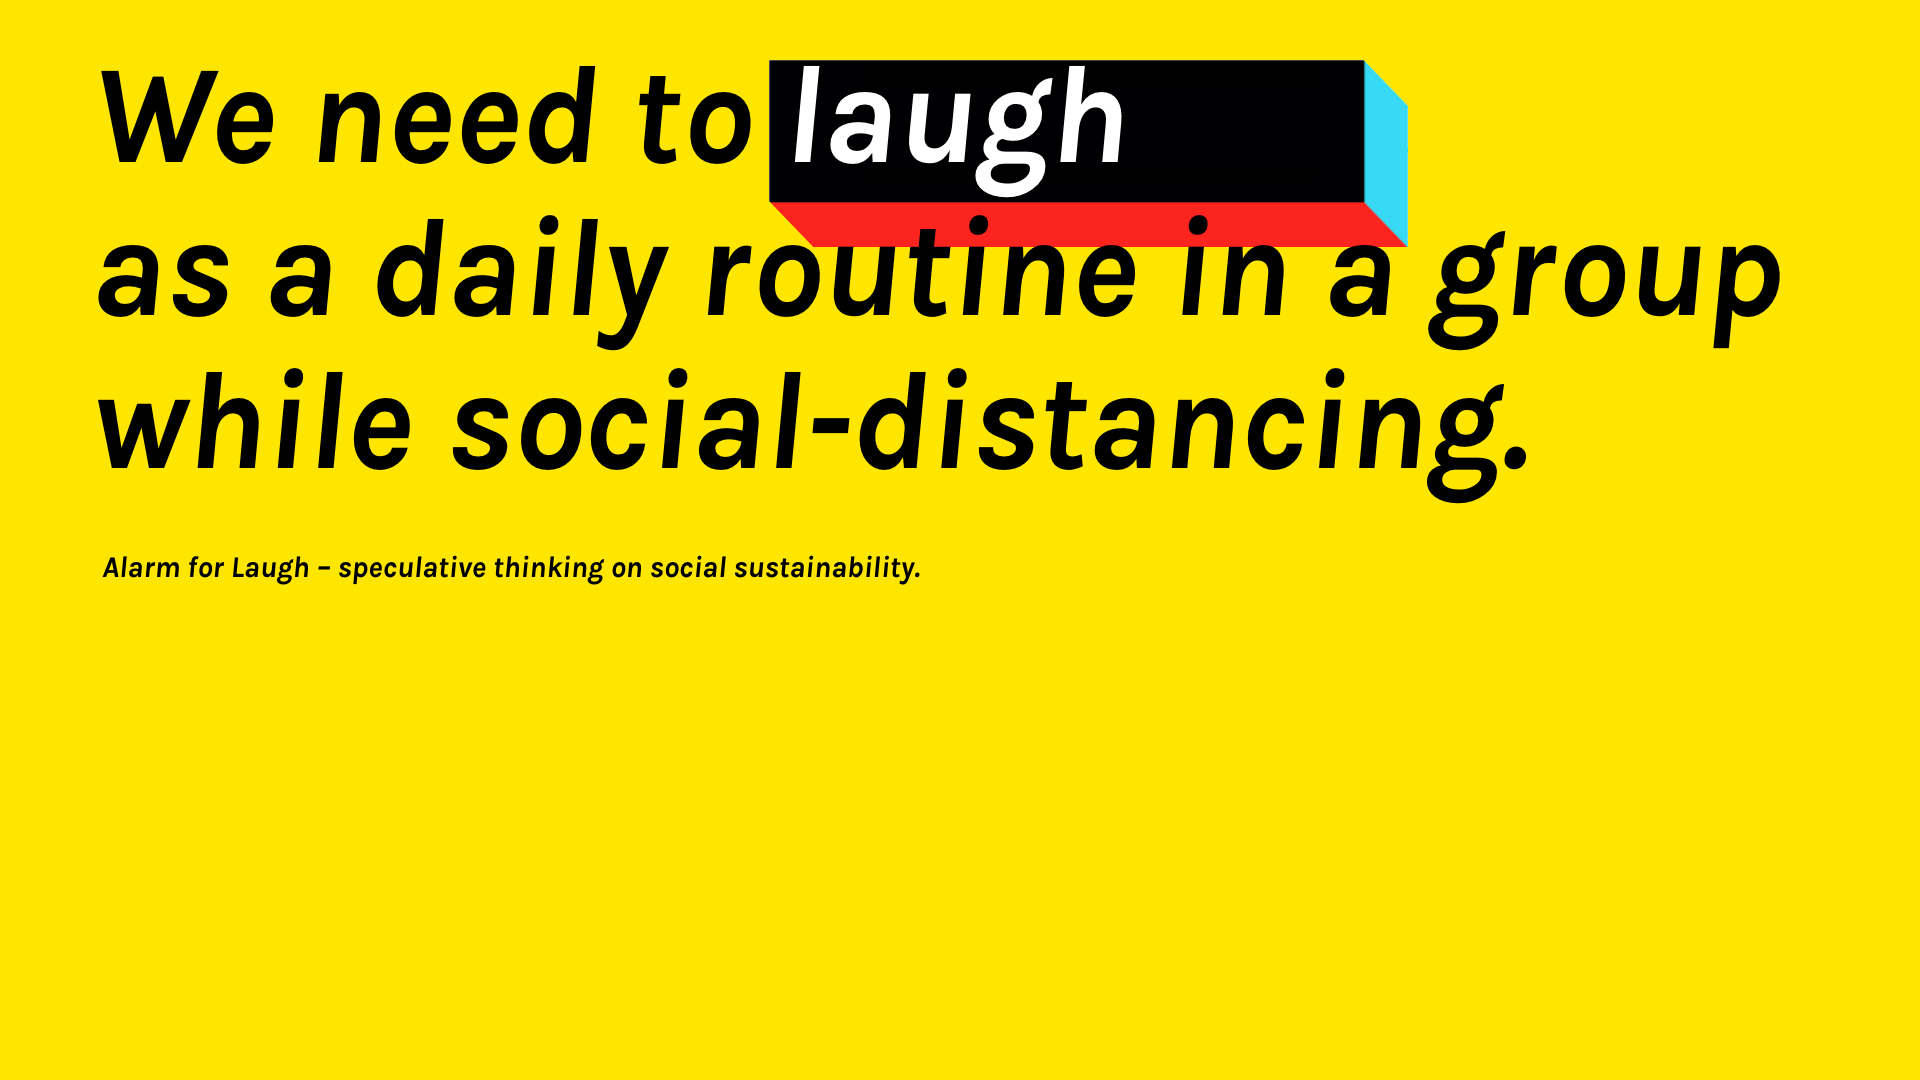 We need to laugh
as a daily routine in a group
while social-distancing.
Alarm for Laugh – speculative thinking on social sustainability.